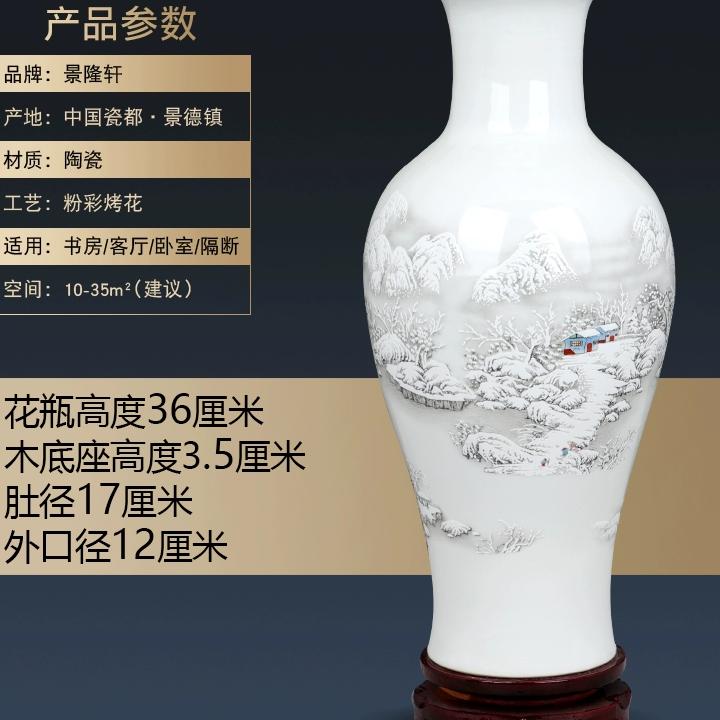 产品参数
品牌：景隆轩
产地：中国瓷都·景德镇
材质：陶瓷
工艺：粉彩烤花
适用：书房/客厅/卧室/隔断
空间：10-35m²(建议)
花瓶高度36厘米
木底座高度3.5厘米
肚径17厘米
外口径12厘米